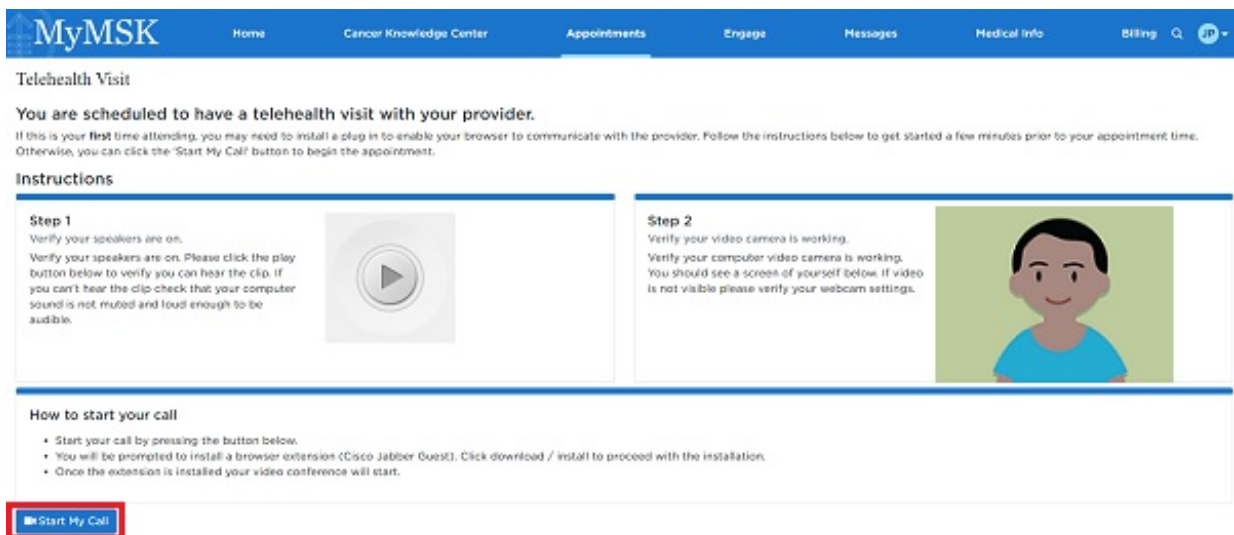 MyMSK
Home Cancer Knowledge Center Appointments Engage Messages Medical Info Billing JP
Telehealth Visit
You are scheduled to have a telehealth visit with your provider.
If this is your first time attending, you may need to install a plug in to enable your browser to communicate with the provider. Follow the instructions below to get started a few minutes prior to your appointment time.
Otherwise, you can click the 'Start My Call' button to begin the appointment.
Instructions
Step 1
Verify your speakers are on.
Verify your speakers are on. Please click the play
button below to verify you can hear the clip. If
you can't hear the clip check that your computer
sound is not muted and loud enough to be
audible.
Step 2
Verify your video camera is working.
Verify your computer video camera is working.
You should see a screen of yourself below. If video
is not visible please verify your webcam settings.
How to start your call
• Start your call by pressing the button below.
• You will be prompted to install a browser extension (Cisco Jabber Guest). Click download / install to proceed with the installation.
• Once the extension is installed your video conference will start.
Start My Call